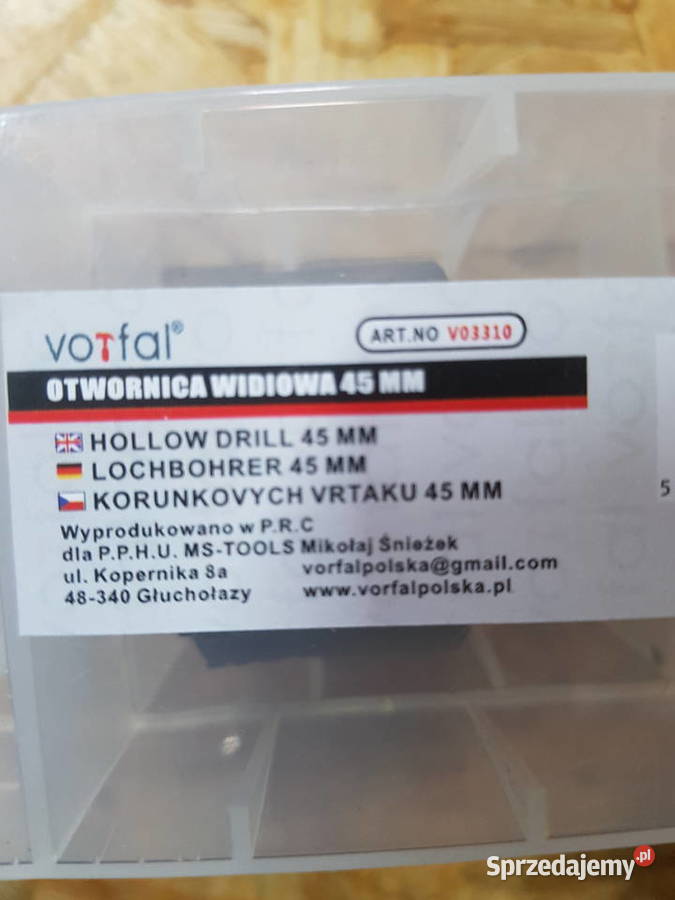 vorfal®
ART.NO V03310
OTWORNICA WIDIOWA 45 MM
HOLLOW DRILL 45 MM
LOCHBOHRER 45 MM
KORUNKOVYCH VRTAKU 45 MM
Wyprodukowano w P.R.C
dla P.P.H.U. MS-TOOLS Mikołaj Śnieżek
ul. Kopernika 8a vorfalpolska@gmail.com
48-340 Głuchołazy www.vorfalpolska.pl
5
Sprzedajemy.pl